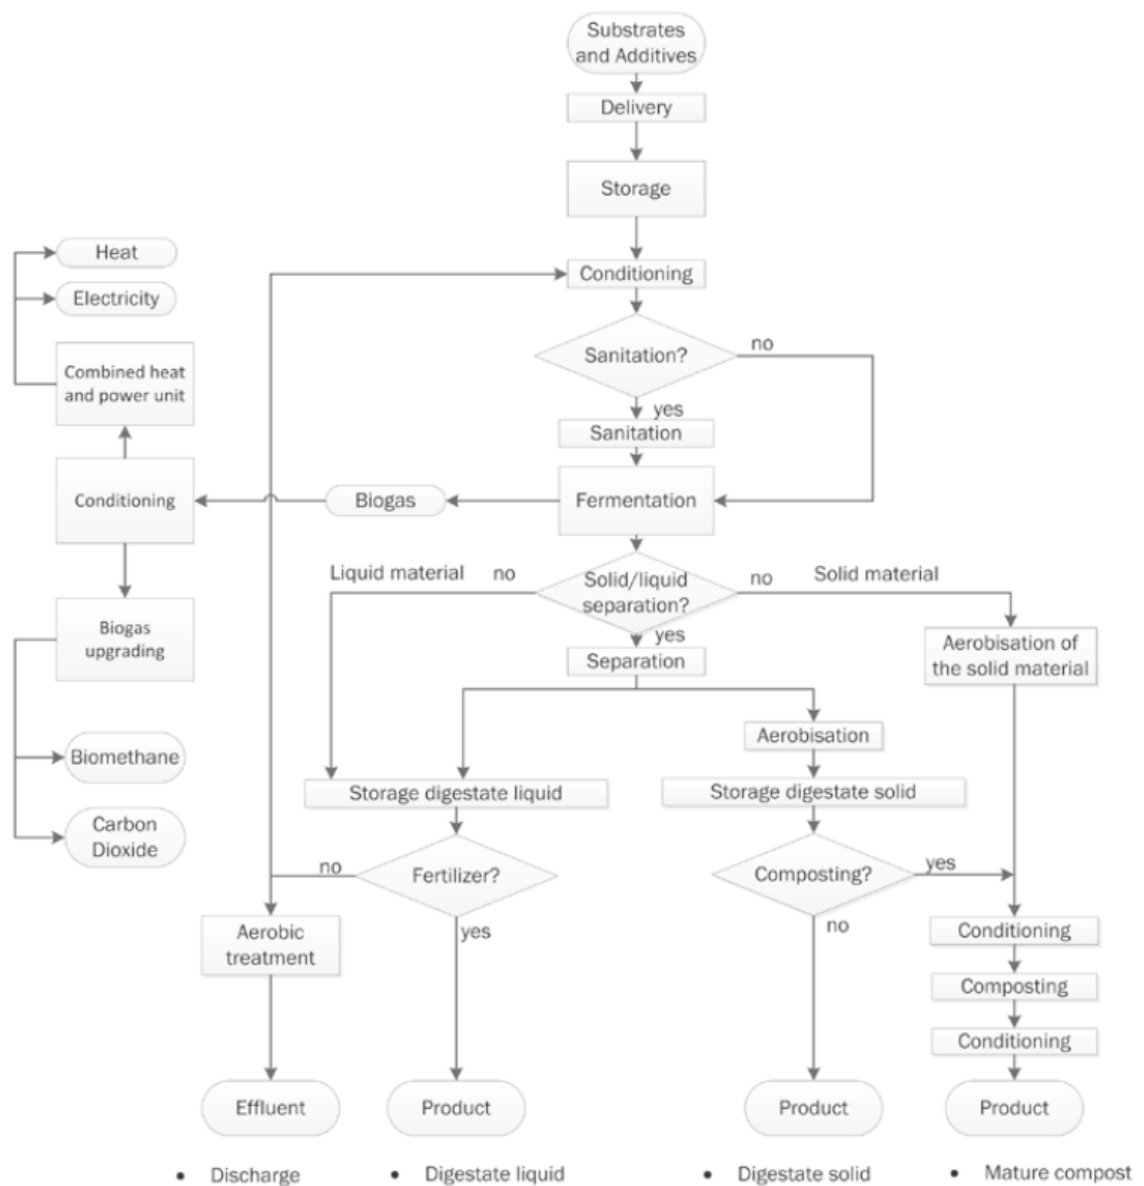 Substrates
and Additives
Delivery
Storage
Heat
Conditioning
Electricity
Sanitation?
no
Combined heat
and power unit
yes
Sanitation
Conditioning
Biogas
Fermentation
Liquid material no
Solid/liquid
separation?
no Solid material
yes
Biogas
upgrading
Separation
Aerobisation of
the solid material
Aerobisation
Biomethane
Storage digestate liquid
Storage digestate solid
Carbon
Dioxide
no
Fertilizer?
Composting?
yes
yes
no
Aerobic
treatment
Conditioning
Composting
Conditioning
Effluent
Product
Product
Product
• Discharge
• Digestate liquid
• Digestate solid
• Mature compost